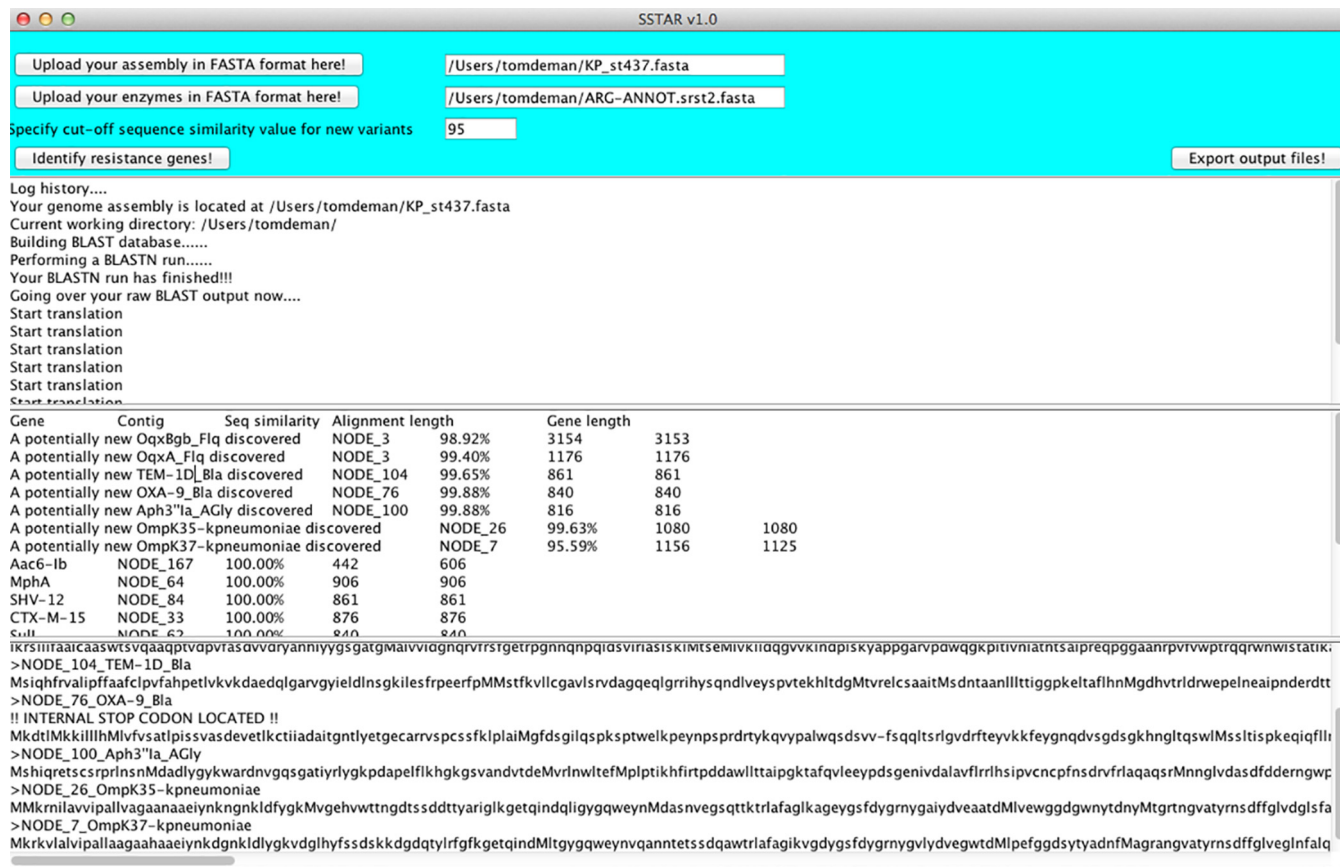 SSTAR v1.0
Upload your assembly in FASTA format here! /Users/tomdeman/KP_st437.fasta
Upload your enzymes in FASTA format here! /Users/tomdeman/ARG-ANNOT.srst2.fasta
Specify cut-off sequence similarity value for new variants 95
Identify resistance genes! Export output files!
Log history....
Your genome assembly is located at /Users/tomdeman/KP_st437.fasta
Current working directory: /Users/tomdeman/
Building BLAST database......
Performing a BLASTN run......
Your BLASTN run has finished!!!
Going over your raw BLAST output now....
Start translation
Start translation
Start translation
Start translation
Start translation
Start translation
Gene Contig Seq similarity Alignment length Gene length
A potentially new OqxBgb_Flq discovered NODE_3 98.92% 3154 3153
A potentially new OqxA_Flq discovered NODE_3 99.40% 1176 1176
A potentially new TEM-1D_Bla discovered NODE_104 99.65% 861 861
A potentially new OXA-9_Bla discovered NODE_76 99.88% 840 840
A potentially new Aph3"Ia_AGly discovered NODE_100 99.88% 816 816
A potentially new OmpK35-kpneumoniae discovered NODE_26 99.63% 1080 1080
A potentially new OmpK37-kpneumoniae discovered NODE_7 95.59% 1156 1125
Aac6-Ib NODE_167 100.00% 442 606
MphA NODE_64 100.00% 906 906
SHV-12 NODE_84 100.00% 861 861
CTX-M-15 NODE_33 100.00% 876 876
SulI NODE_62 100.00% 840 840
>NODE_104_TEM-1D_Bla
>NODE_76_OXA-9_Bla
!! INTERNAL STOP CODON LOCATED !!
>NODE_100_Aph3"Ia_AGly
>NODE_26_OmpK35-kpneumoniae
>NODE_7_OmpK37-kpneumoniae